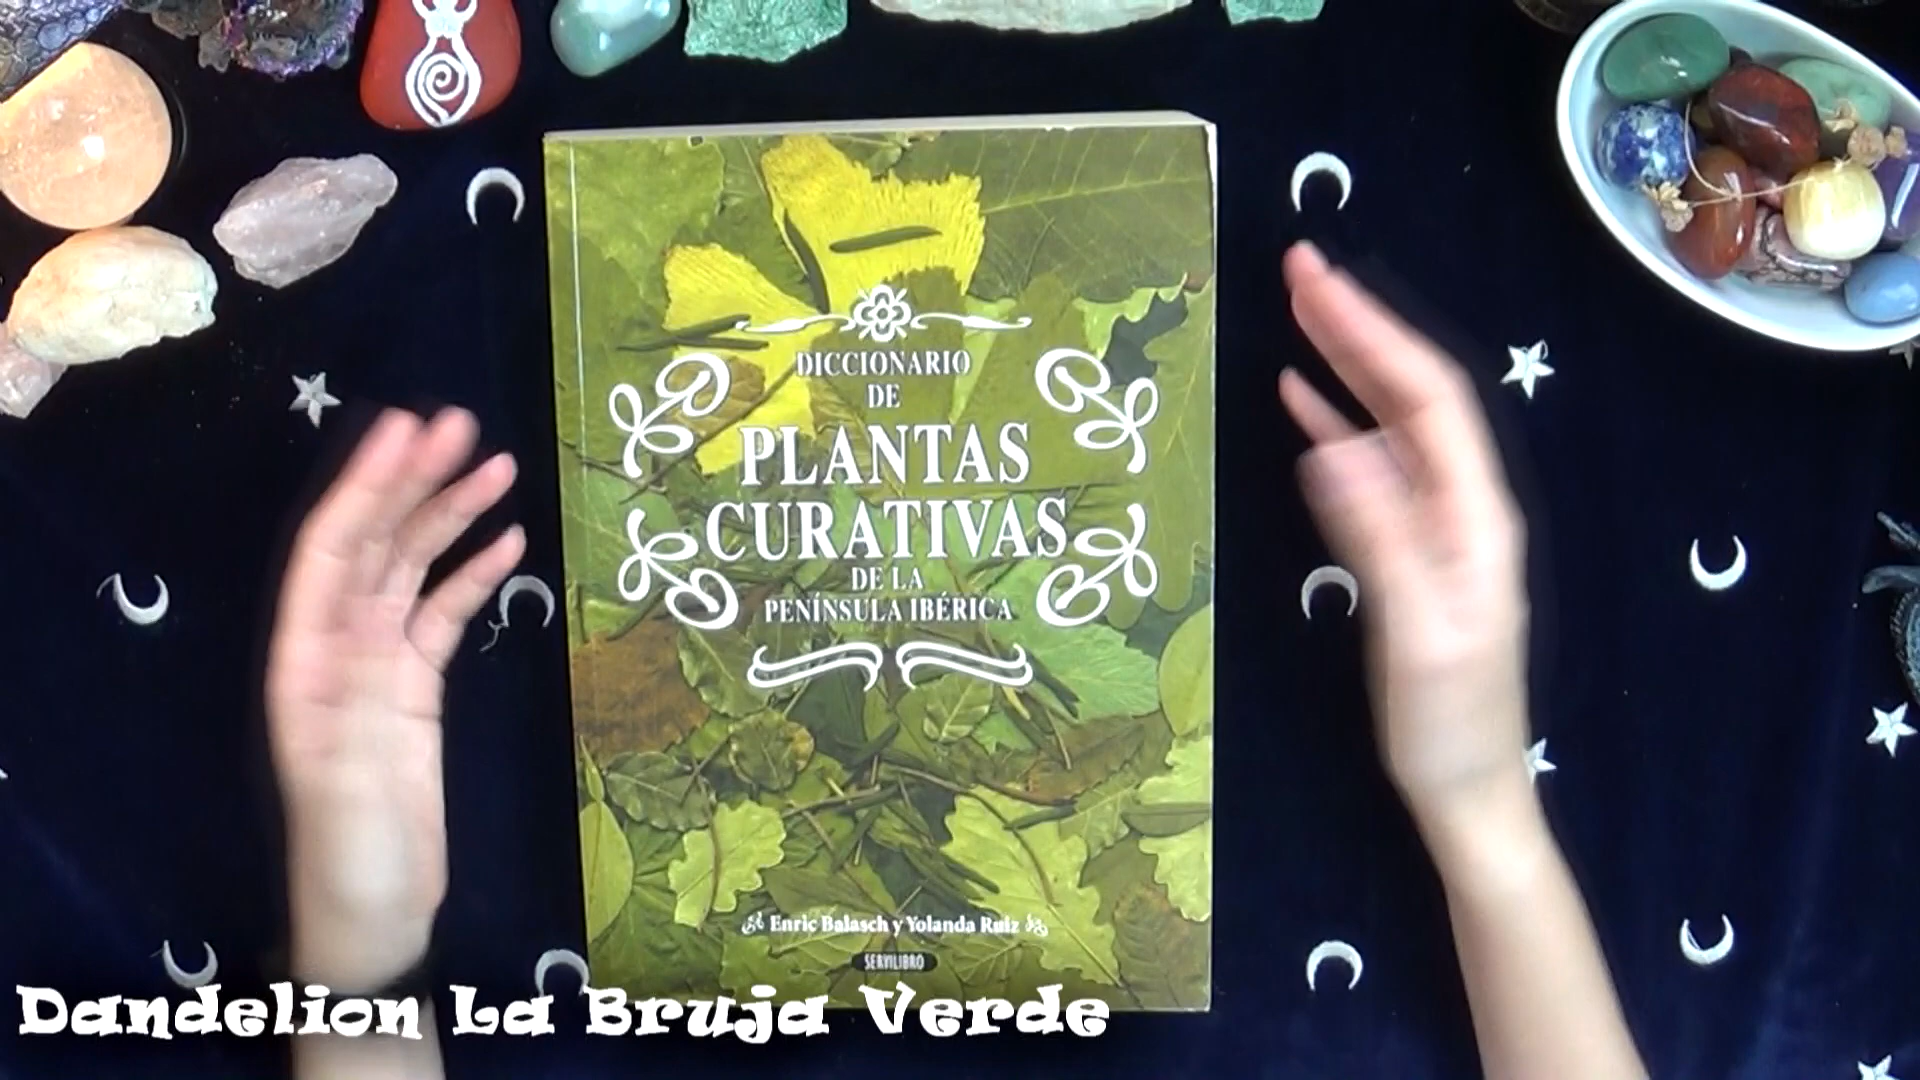 DICCIONARIO
DE
PLANTAS
CURATIVAS
DE LA
PENÍNSULA IBÉRICA
Enric Balasch y Yolanda Ruiz
SERVILIBRO
Dandelion La Bruja Verde